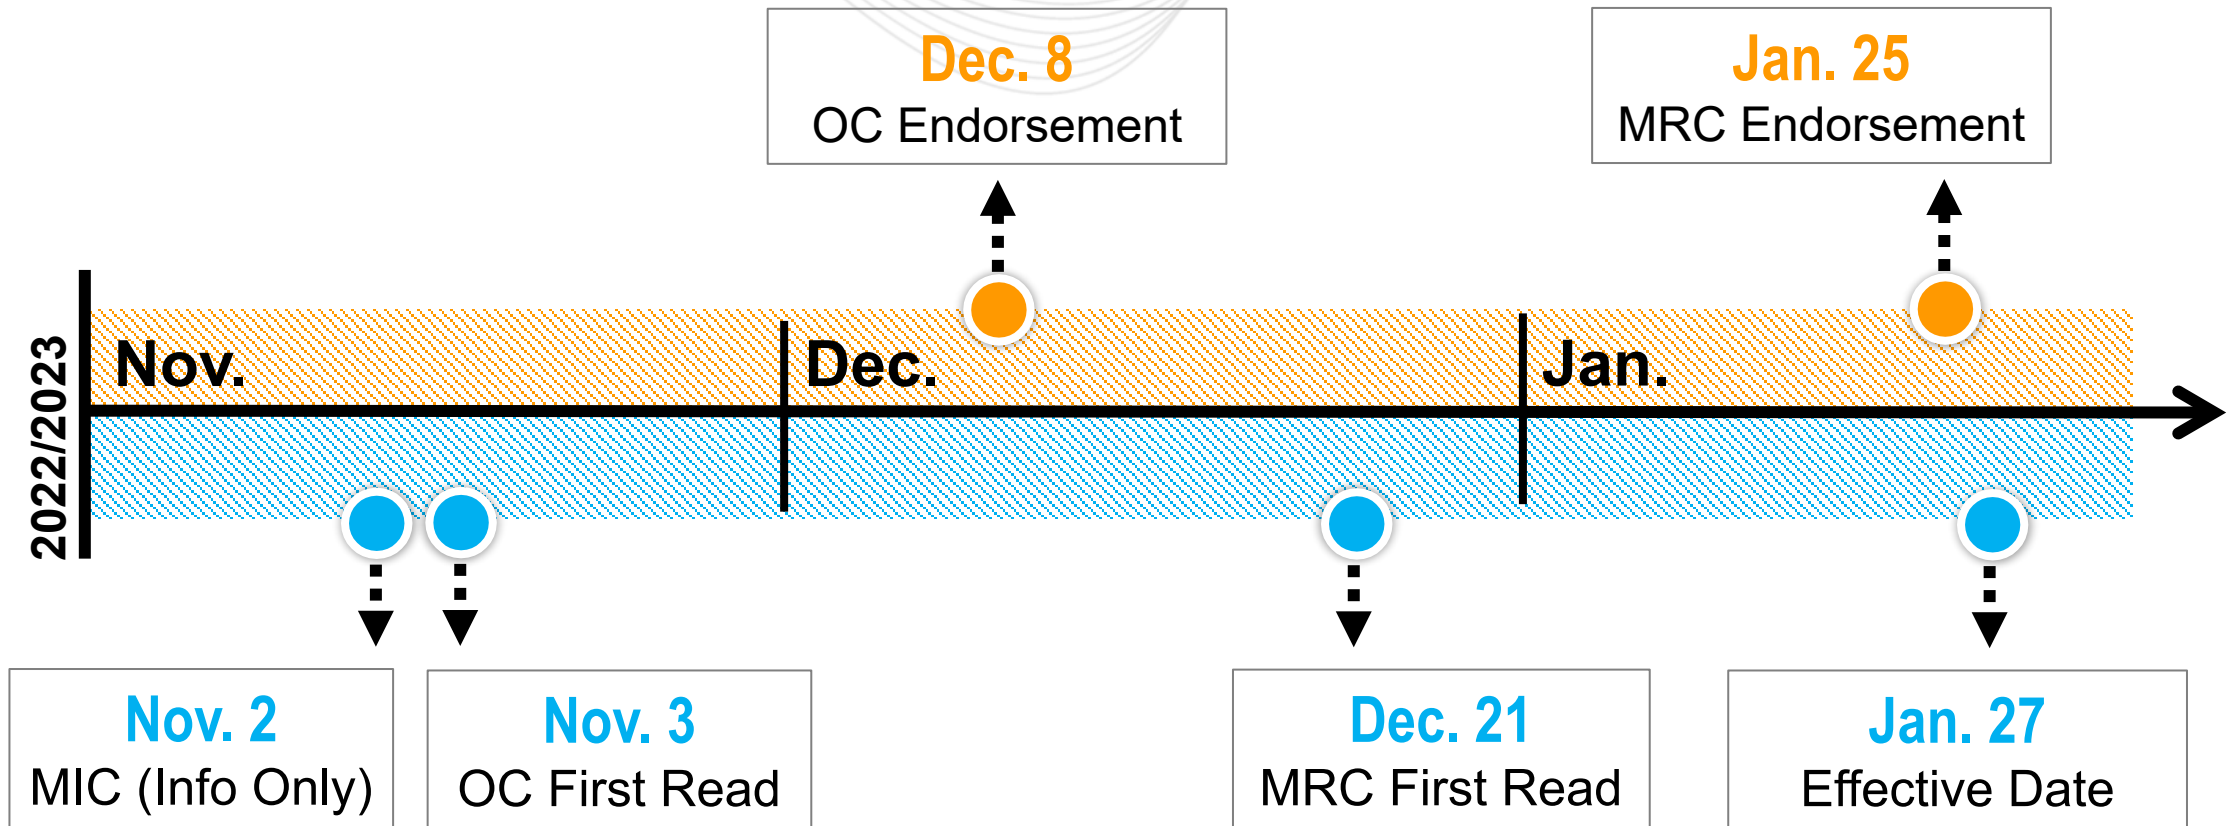 Dec. 8
OC Endorsement
Jan. 25
MRC Endorsement
2022/2023
Nov.
Dec.
Jan.
Nov. 2
MIC (Info Only)
Nov. 3
OC First Read
Dec. 21
MRC First Read
Jan. 27
Effective Date